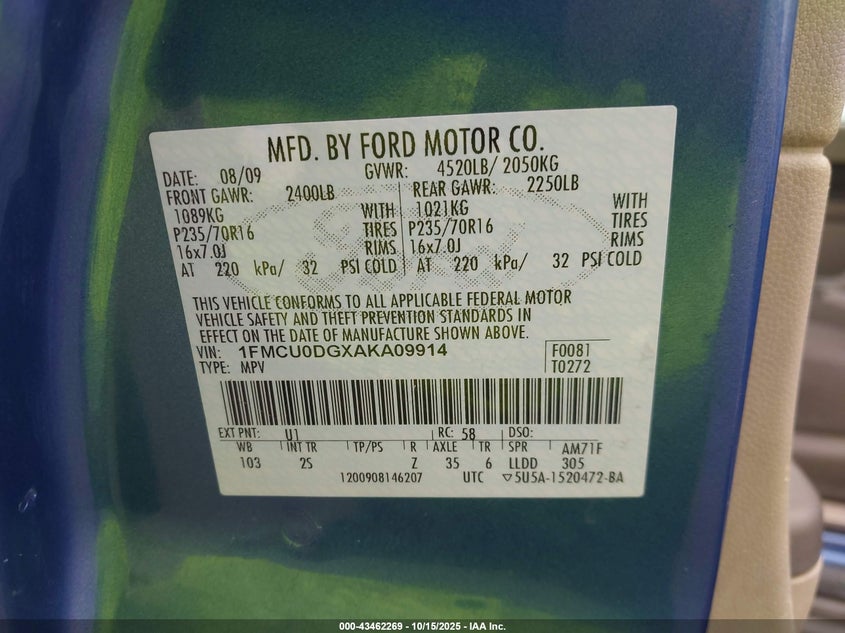 MFD. BY FORD MOTOR CO.
DATE: 08/09 GVWR: 4520LB/ 2050KG
FRONT GAWR: 2400LB REAR GAWR: 2250LB
1089KG WITH 1021KG WITH
P235/70R16 TIRES P235/70R16 TIRES
16x7.0J RIMS 16x7.0J RIMS
AT 220 kPa/ 32 PSI COLD AT 220 kPa/ 32 PSI COLD
THIS VEHICLE CONFORMS TO ALL APPLICABLE FEDERAL MOTOR
VEHICLE SAFETY AND THEFT PREVENTION STANDARDS IN
EFFECT ON THE DATE OF MANUFACTURE SHOWN ABOVE.
VIN: 1FMCU0DGXAKA09914 F0081
TYPE: MPV T0272
EXT PNT: U1 RC: 58 DSO:
WB INT TR TP/PS R AXLE TR SPR AM71F
103 2S Z 35 6 LLDD 305
1200908146207 UTC ▽5U5A-1520472-BA
000-43462269 - 10/15/2025 - IAA Inc.